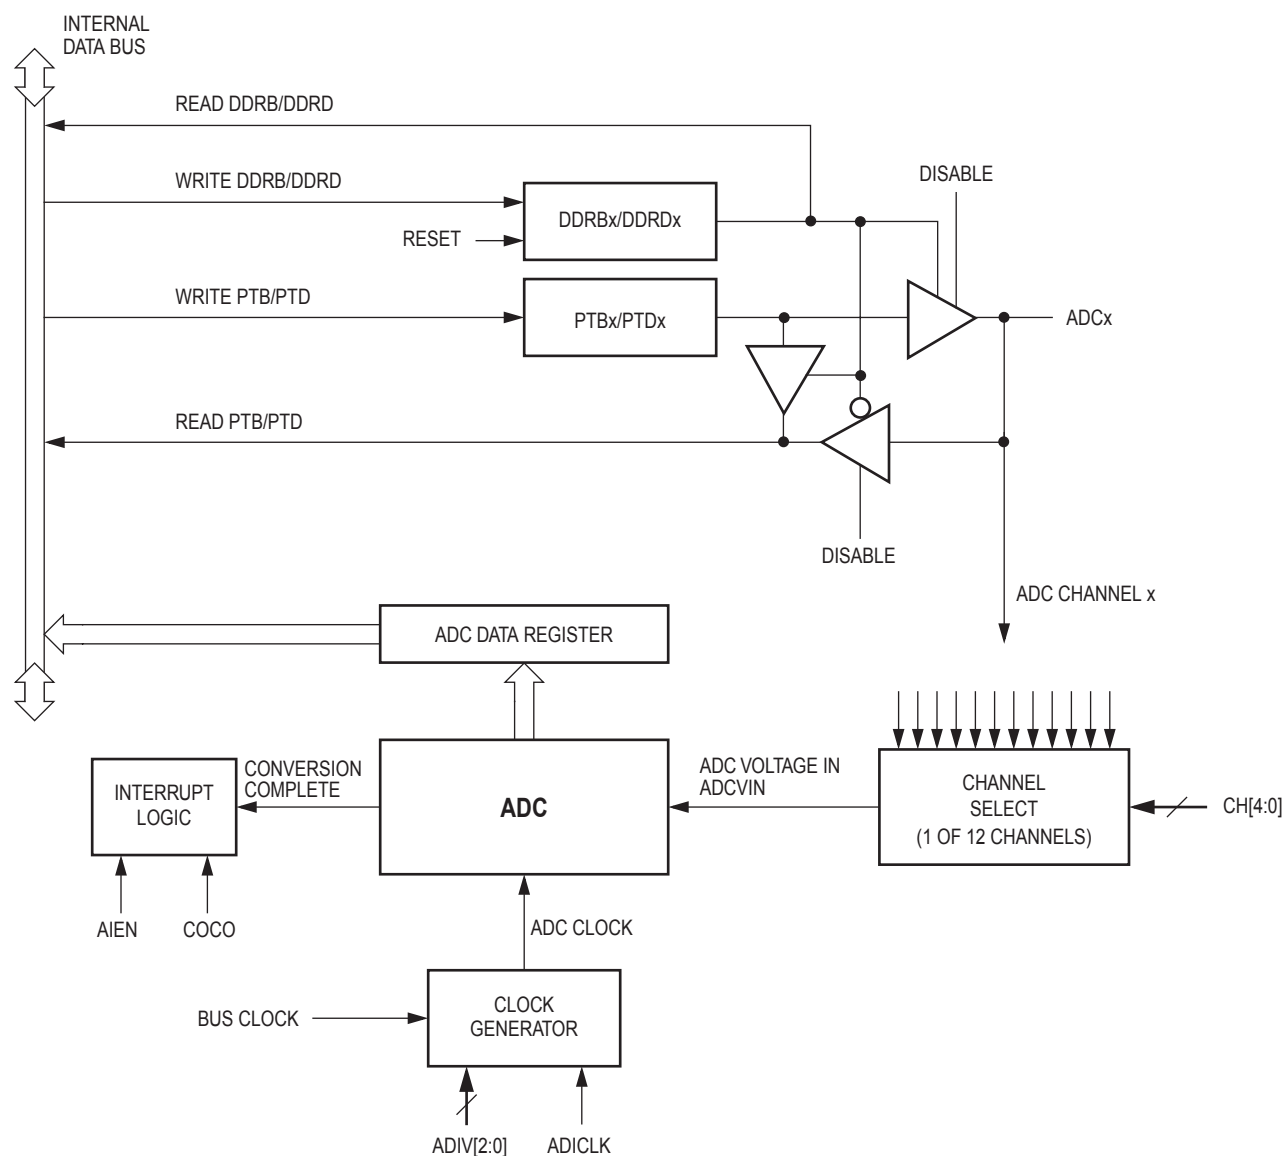 INTERNAL
DATA BUS
READ DDRB/DDRD
WRITE DDRB/DDRD
DISABLE
DDRBx/DDRDx
RESET
WRITE PTB/PTD
PTBx/PTDx
ADCx
READ PTB/PTD
DISABLE
ADC CHANNEL x
ADC DATA REGISTER
INTERRUPT
LOGIC
CONVERSION
COMPLETE
ADC
ADC VOLTAGE IN
ADCVIN
CHANNEL
SELECT
(1 OF 12 CHANNELS)
CH[4:0]
AIEN
COCO
ADC CLOCK
BUS CLOCK
CLOCK
GENERATOR
ADIV[2:0]
ADICLK